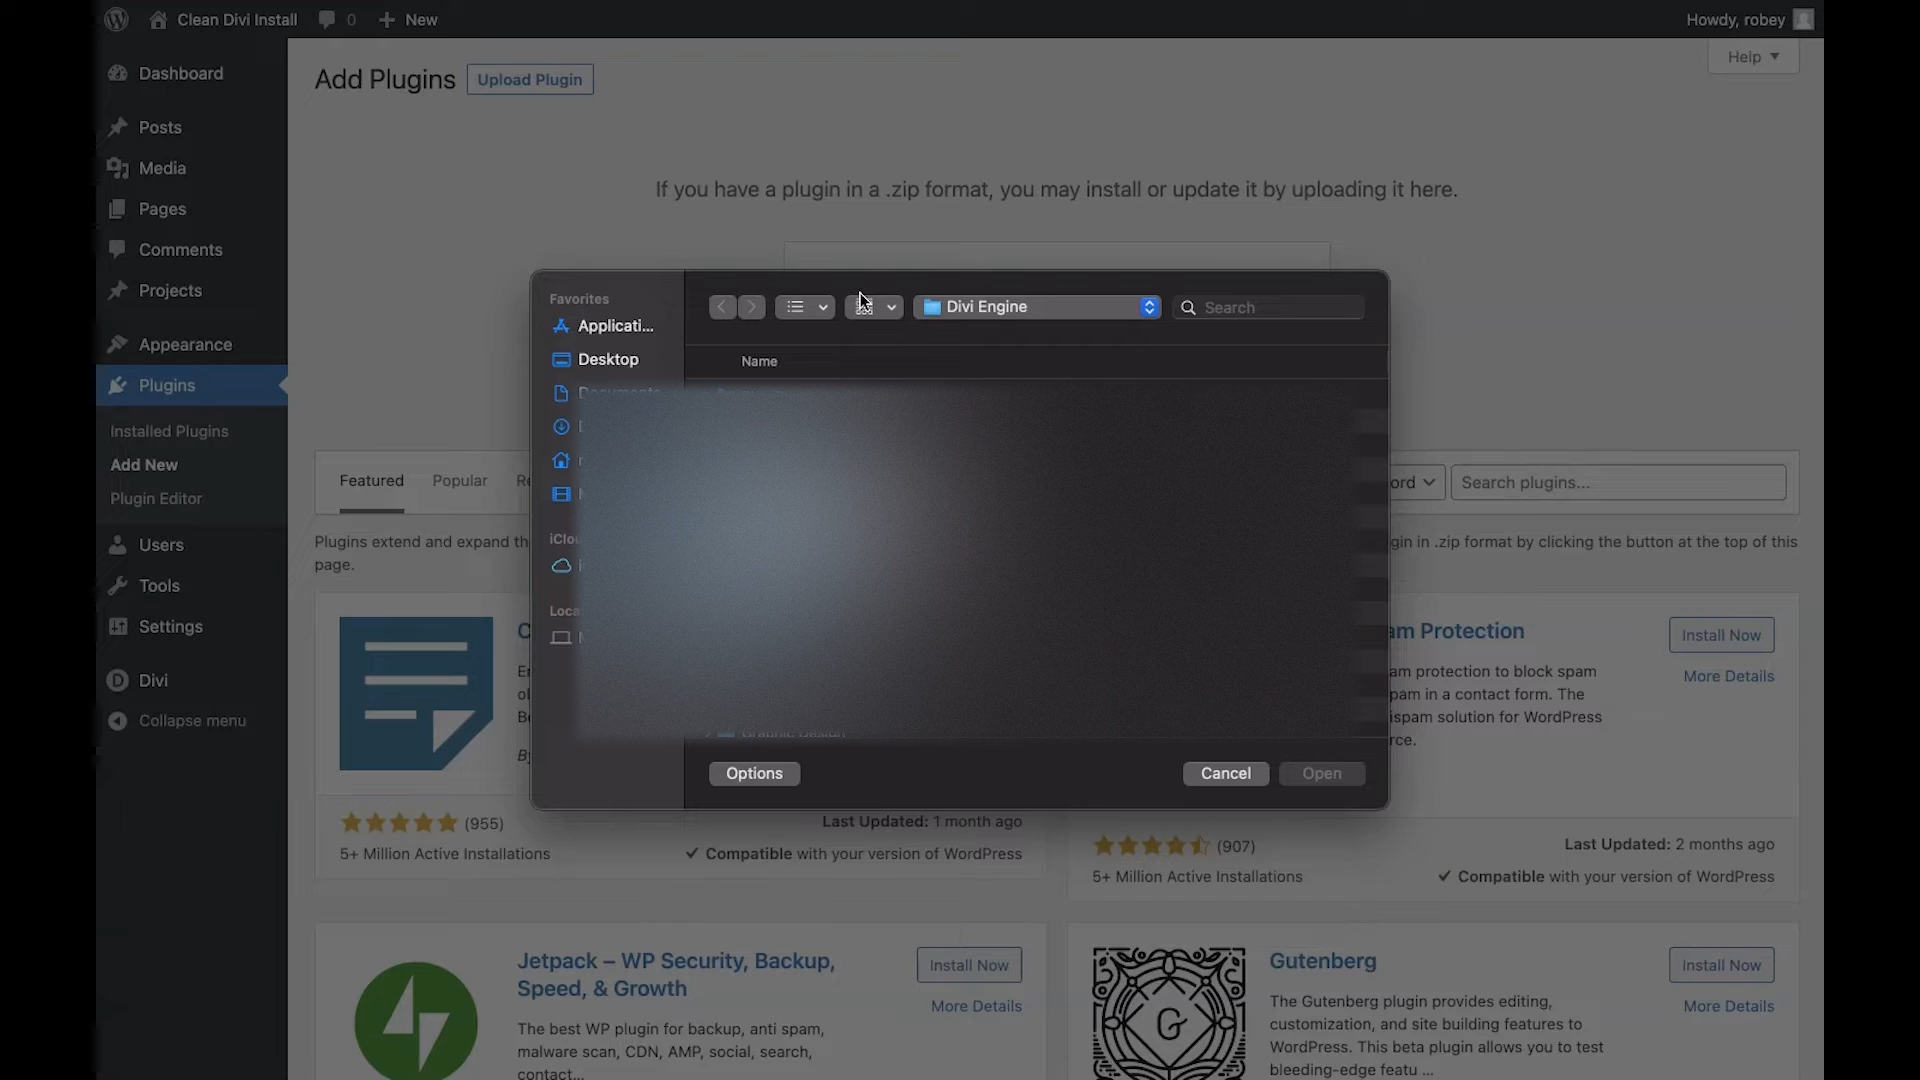 Clean Divi Install
0
New
Howdy, robey
Dashboard
Posts
Media
Pages
Comments
Projects
Appearance
Plugins
Installed Plugins
Add New
Plugin Editor
Users
Tools
Settings
Divi
Collapse menu
Help
Add Plugins
Upload Plugin
If you have a plugin in a .zip format, you may install or update it by uploading it here.
Favorites
Applicati...
Desktop
Divi Engine
Search
Name
Options
Cancel
Open
Featured
Popular
Search plugins...
Plugins extend and expand
.zip format by clicking the button at the top of this
page.
(955)
5+ Million Active Installations
Last Updated: 1 month ago
Compatible with your version of WordPress
Protection
Install Now
More Details
protection to block spam
in a contact form. The
solution for WordPress
(907)
5+ Million Active Installations
Last Updated: 2 months ago
Compatible with your version of WordPress
Jetpack – WP Security, Backup,
Speed, & Growth
Install Now
More Details
The best WP plugin for backup, anti spam,
malware scan, CDN, AMP, social, search,
contact...
Gutenberg
Install Now
More Details
The Gutenberg plugin provides editing,
customization, and site building features to
WordPress. This beta plugin allows you to test
bleeding-edge featu ...